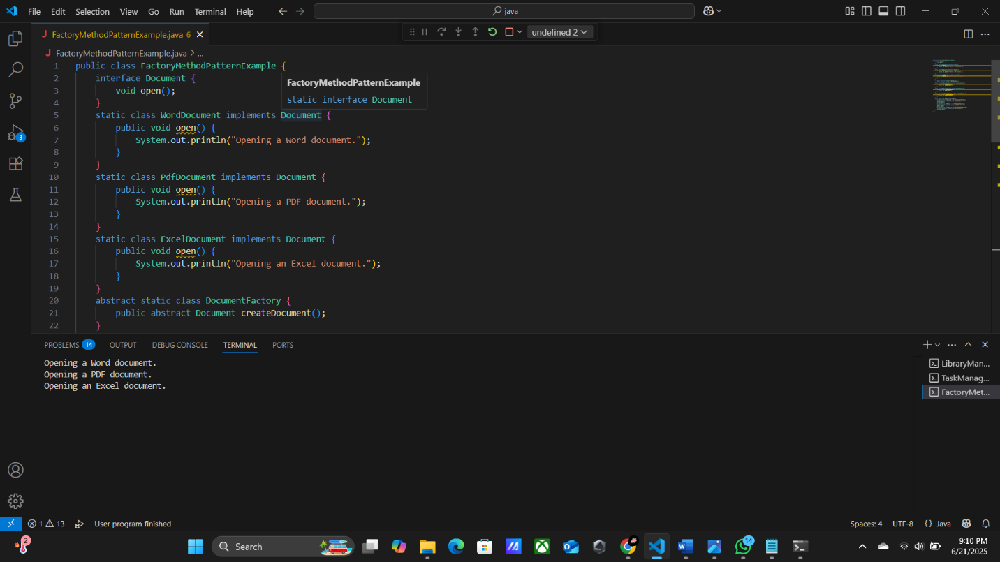 File Edit Selection View Go Run Terminal Help
java
FactoryMethodPatternExample.java 6
undefined 2
FactoryMethodPatternExample.java > ...
1 public class FactoryMethodPatternExample {
2 interface Document {
3 void open();
4 }
5 static class WordDocument implements Document {
6 public void open() {
7 System.out.println("Opening a Word document.");
8 }
9 }
10 static class PdfDocument implements Document {
11 public void open() {
12 System.out.println("Opening a PDF document.");
13 }
14 }
15 static class ExcelDocument implements Document {
16 public void open() {
17 System.out.println("Opening an Excel document.");
18 }
19 }
20 abstract static class DocumentFactory {
21 public abstract Document createDocument();
22 }
FactoryMethodPatternExample
static interface Document
3
PROBLEMS 14 OUTPUT DEBUG CONSOLE TERMINAL PORTS
Opening a Word document.
Opening a PDF document.
Opening an Excel document.
LibraryMan...
TaskManag...
FactoryMet...
1 13 User program finished
Spaces: 4 UTF-8 {} Java
2
Search
14
9:10 PM
6/21/2025